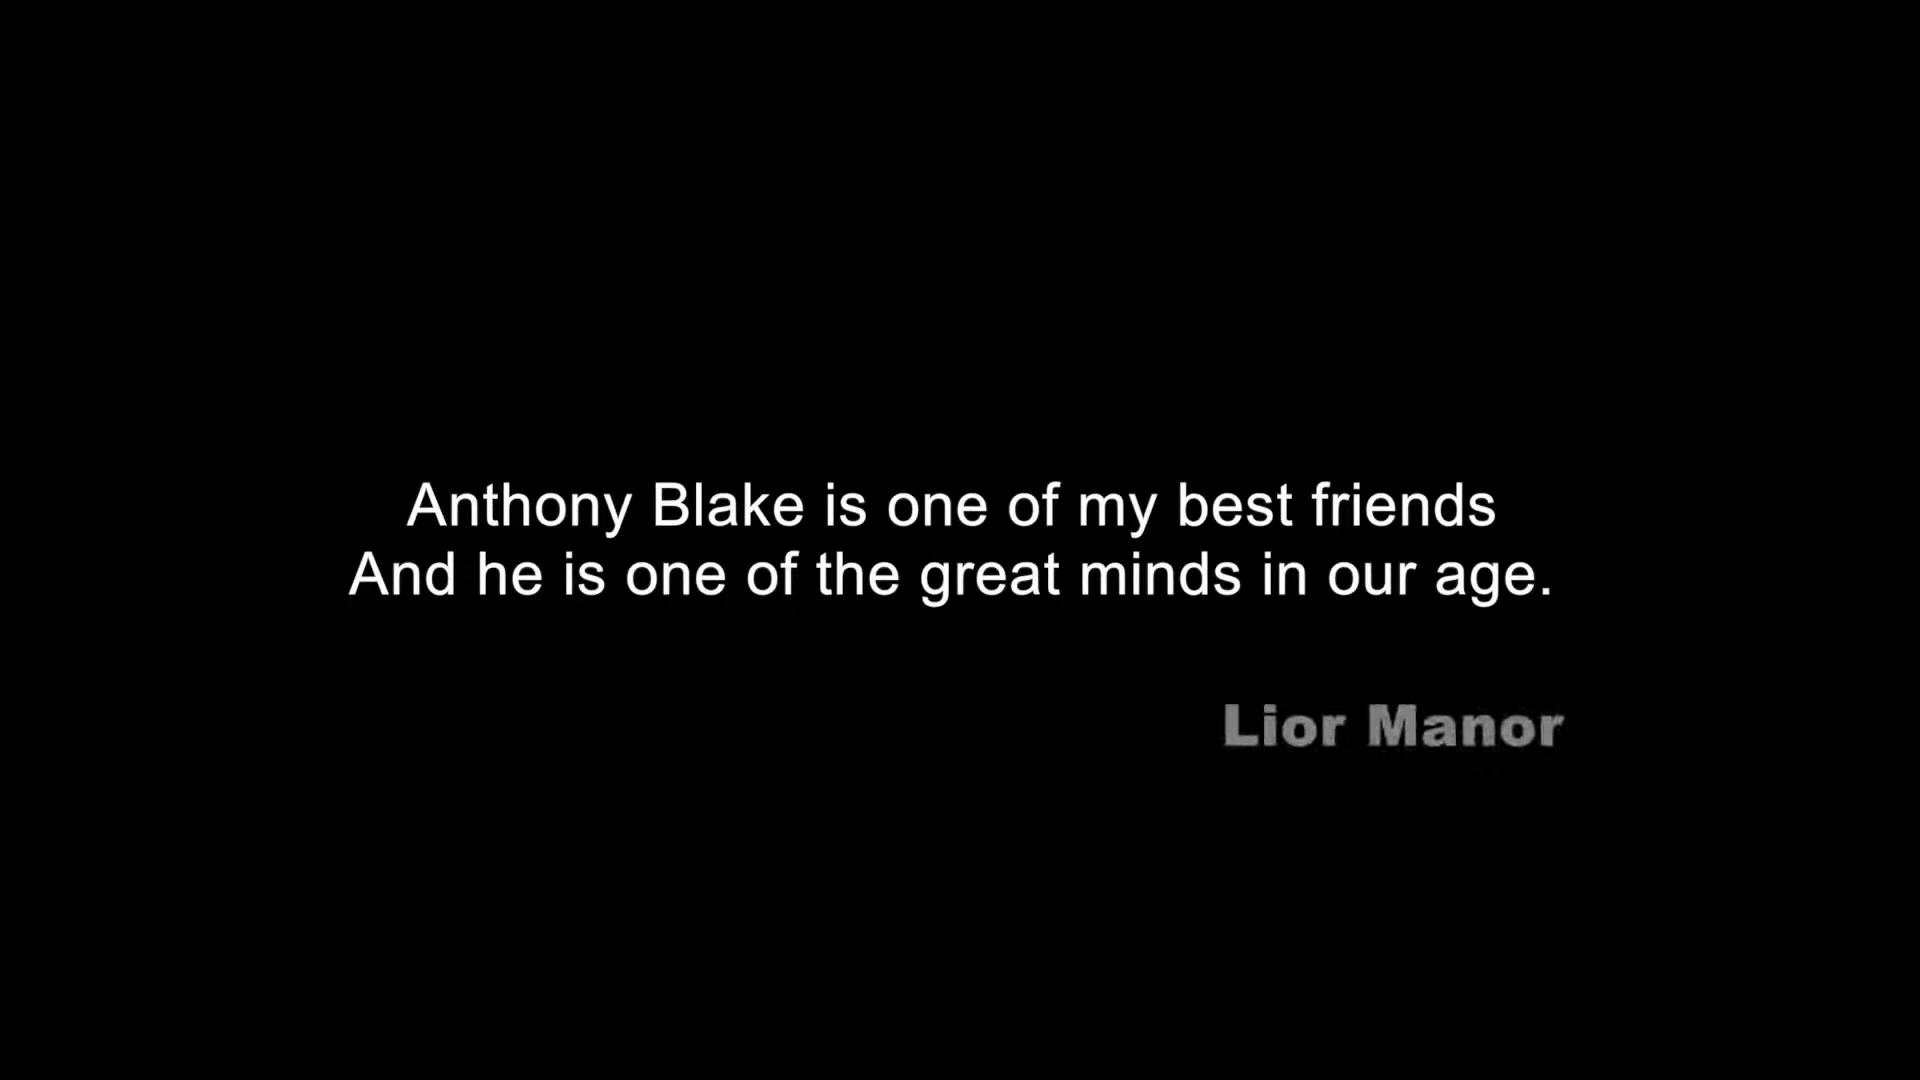 Anthony Blake is one of my best friends
And he is one of the great minds in our age.
Lior Manor